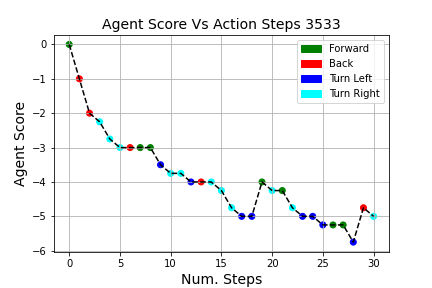 Agent Score Vs Action Steps 3533
Forward
Back
Turn Left
Turn Right
Agent Score
0
−1
−2
−3
−4
−5
−6
0 5 10 15 20 25 30
Num. Steps